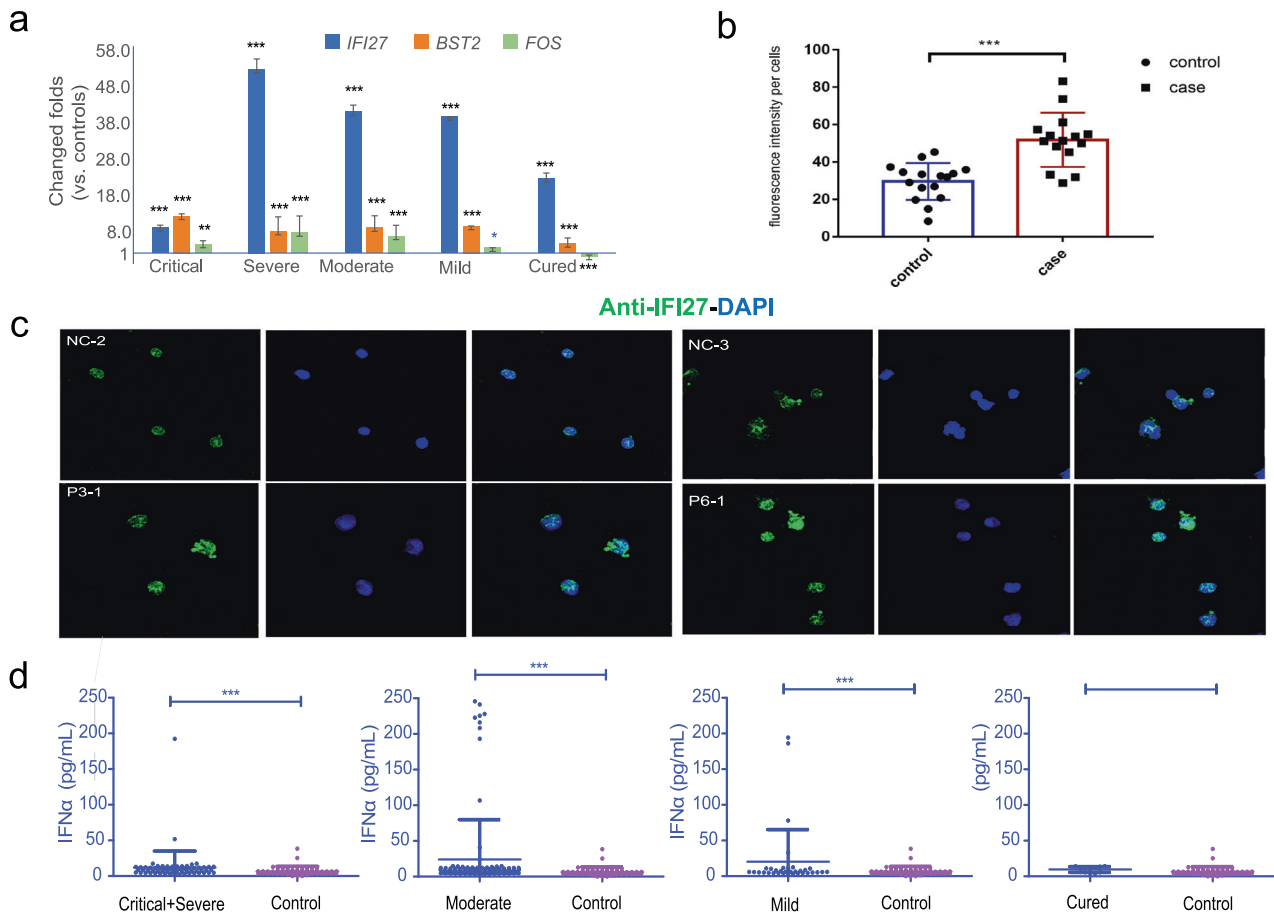 a
58.0
48.0
38.0
28.0
18.0
8.0
1
Changed folds
(vs. controls)
IFI27 BST2 FOS
*** *** **
*** *** ***
*** *** ***
*** *** *
*** *** ***
Critical Severe Moderate Mild Cured
b
100
80
60
40
20
0
fluorescence intensity per cells
***
control
case
control case
Anti-IFI27-DAPI
c
NC-2
NC-3
P3-1
P6-1
d
250
200
150
100
50
0
IFNα (pg/mL)
***
Critical+Severe Control
250
200
150
100
50
0
IFNα (pg/mL)
***
Moderate Control
250
200
150
100
50
0
IFNα (pg/mL)
***
Mild Control
250
200
150
100
50
0
(pg/mL)
Cured Control